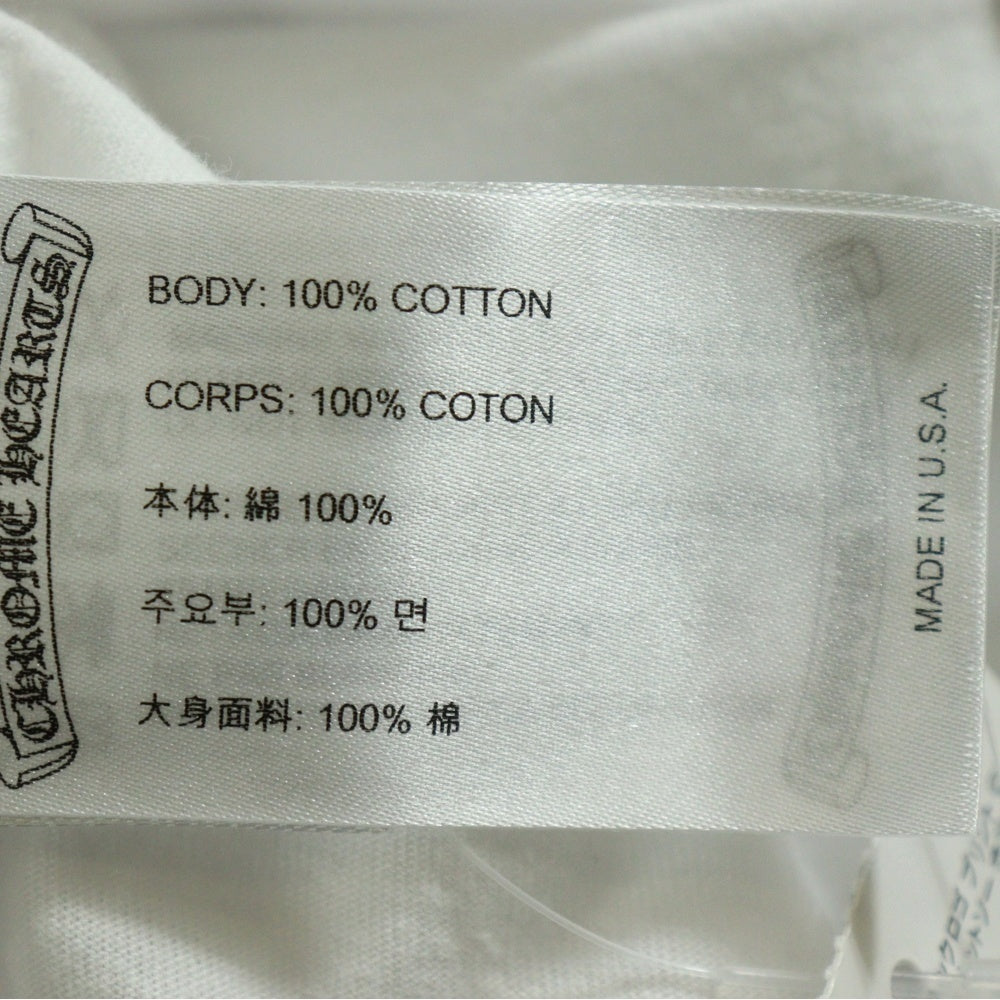 CHROME HEARTS
BODY: 100% COTTON
CORPS: 100% COTON
本体: 綿 100%
주요부: 100% 면
大身面料: 100% 棉
MADE IN U.S.A.